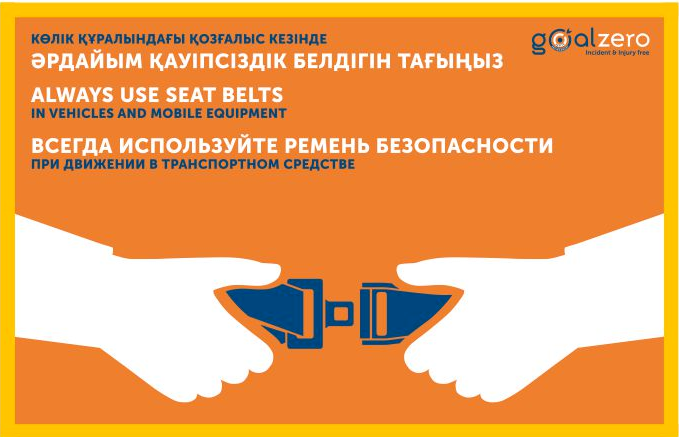 КӨЛІК ҚҰРАЛЫНДАҒЫ ҚОЗҒАЛЫС КЕЗІНДЕ
ӘРДАЙЫМ ҚАУІПСІЗДІК БЕЛДІГІН ТАҒЫҢЫЗ
ALWAYS USE SEAT BELTS
IN VEHICLES AND MOBILE EQUIPMENT
ВСЕГДА ИСПОЛЬЗУЙТЕ РЕМЕНЬ БЕЗОПАСНОСТИ
ПРИ ДВИЖЕНИИ В ТРАНСПОРТНОМ СРЕДСТВЕ
goalzero
Incident & Injury free